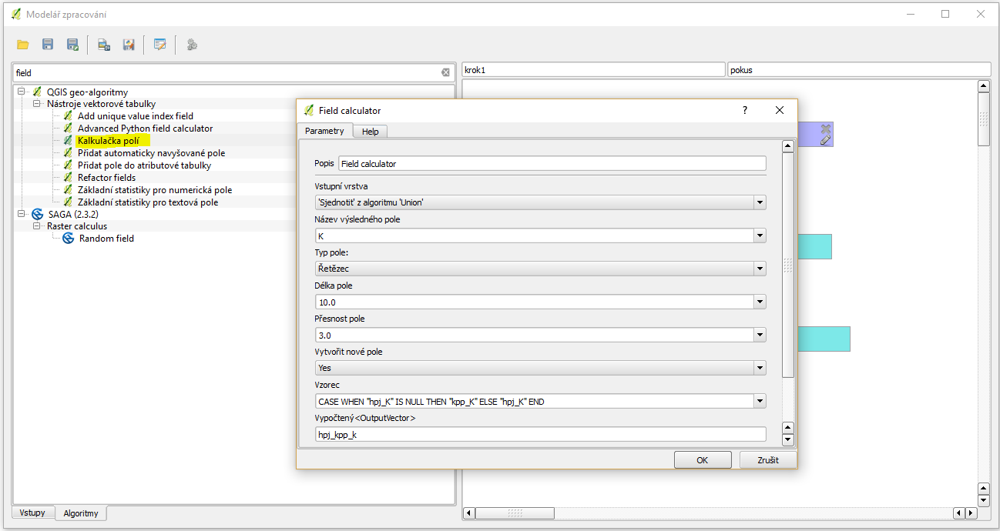 Modelář zpracování
field
krok1
pokus
QGIS geo-algoritmy
Nástroje vektorové tabulky
Add unique value index field
Advanced Python field calculator
Kalkulačka polí
Přidat automaticky navyšované pole
Přidat pole do atributové tabulky
Refactor fields
Základní statistiky pro numerická pole
Základní statistiky pro textová pole
SAGA (2.3.2)
Raster calculus
Random field
Vstupy
Algoritmy
Field calculator
?
Parametry
Help
Popis
Field calculator
Vstupní vrstva
'Sjednotit' z algoritmu 'Union'
Název výsledného pole
K
Typ pole:
Řetězec
Délka pole
10.0
Přesnost pole
3.0
Vytvořit nové pole
Yes
Vzorec
CASE WHEN "hpj_K" IS NULL THEN "kpp_K" ELSE "hpj_K" END
Vypočtený<OutputVector>
hpj_kpp_k
OK
Zrušit